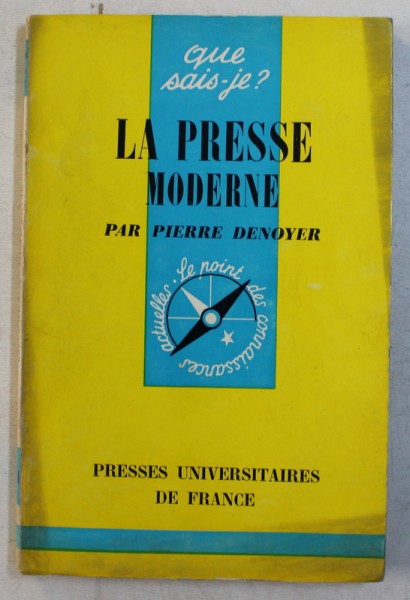 que
sais-je?
LA PRESSE
MODERNE
PAR PIERRE DENOYER
Le point des connaissances actuelles.
PRESSES UNIVERSITAIRES
DE FRANCE